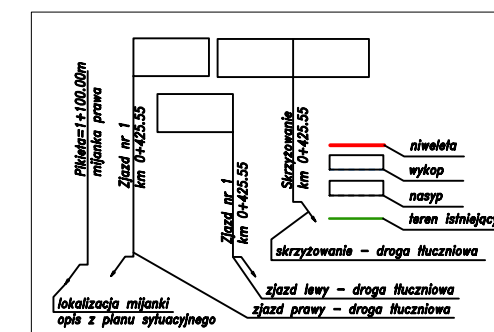 Pikieta=1+100.00m
mijanka prawa
Zjazd nr 1
km 0+425.55
Zjazd nr 1
km 0+425.55
Skrzyżowanie
km 0+425.55
niweleta
wykop
nasyp
teren istniejący
skrzyżowanie – droga tłuczniowa
zjazd lewy – droga tłuczniowa
zjazd prawy – droga tłuczniowa
lokalizacja mijanki
opis z planu sytuacyjnego